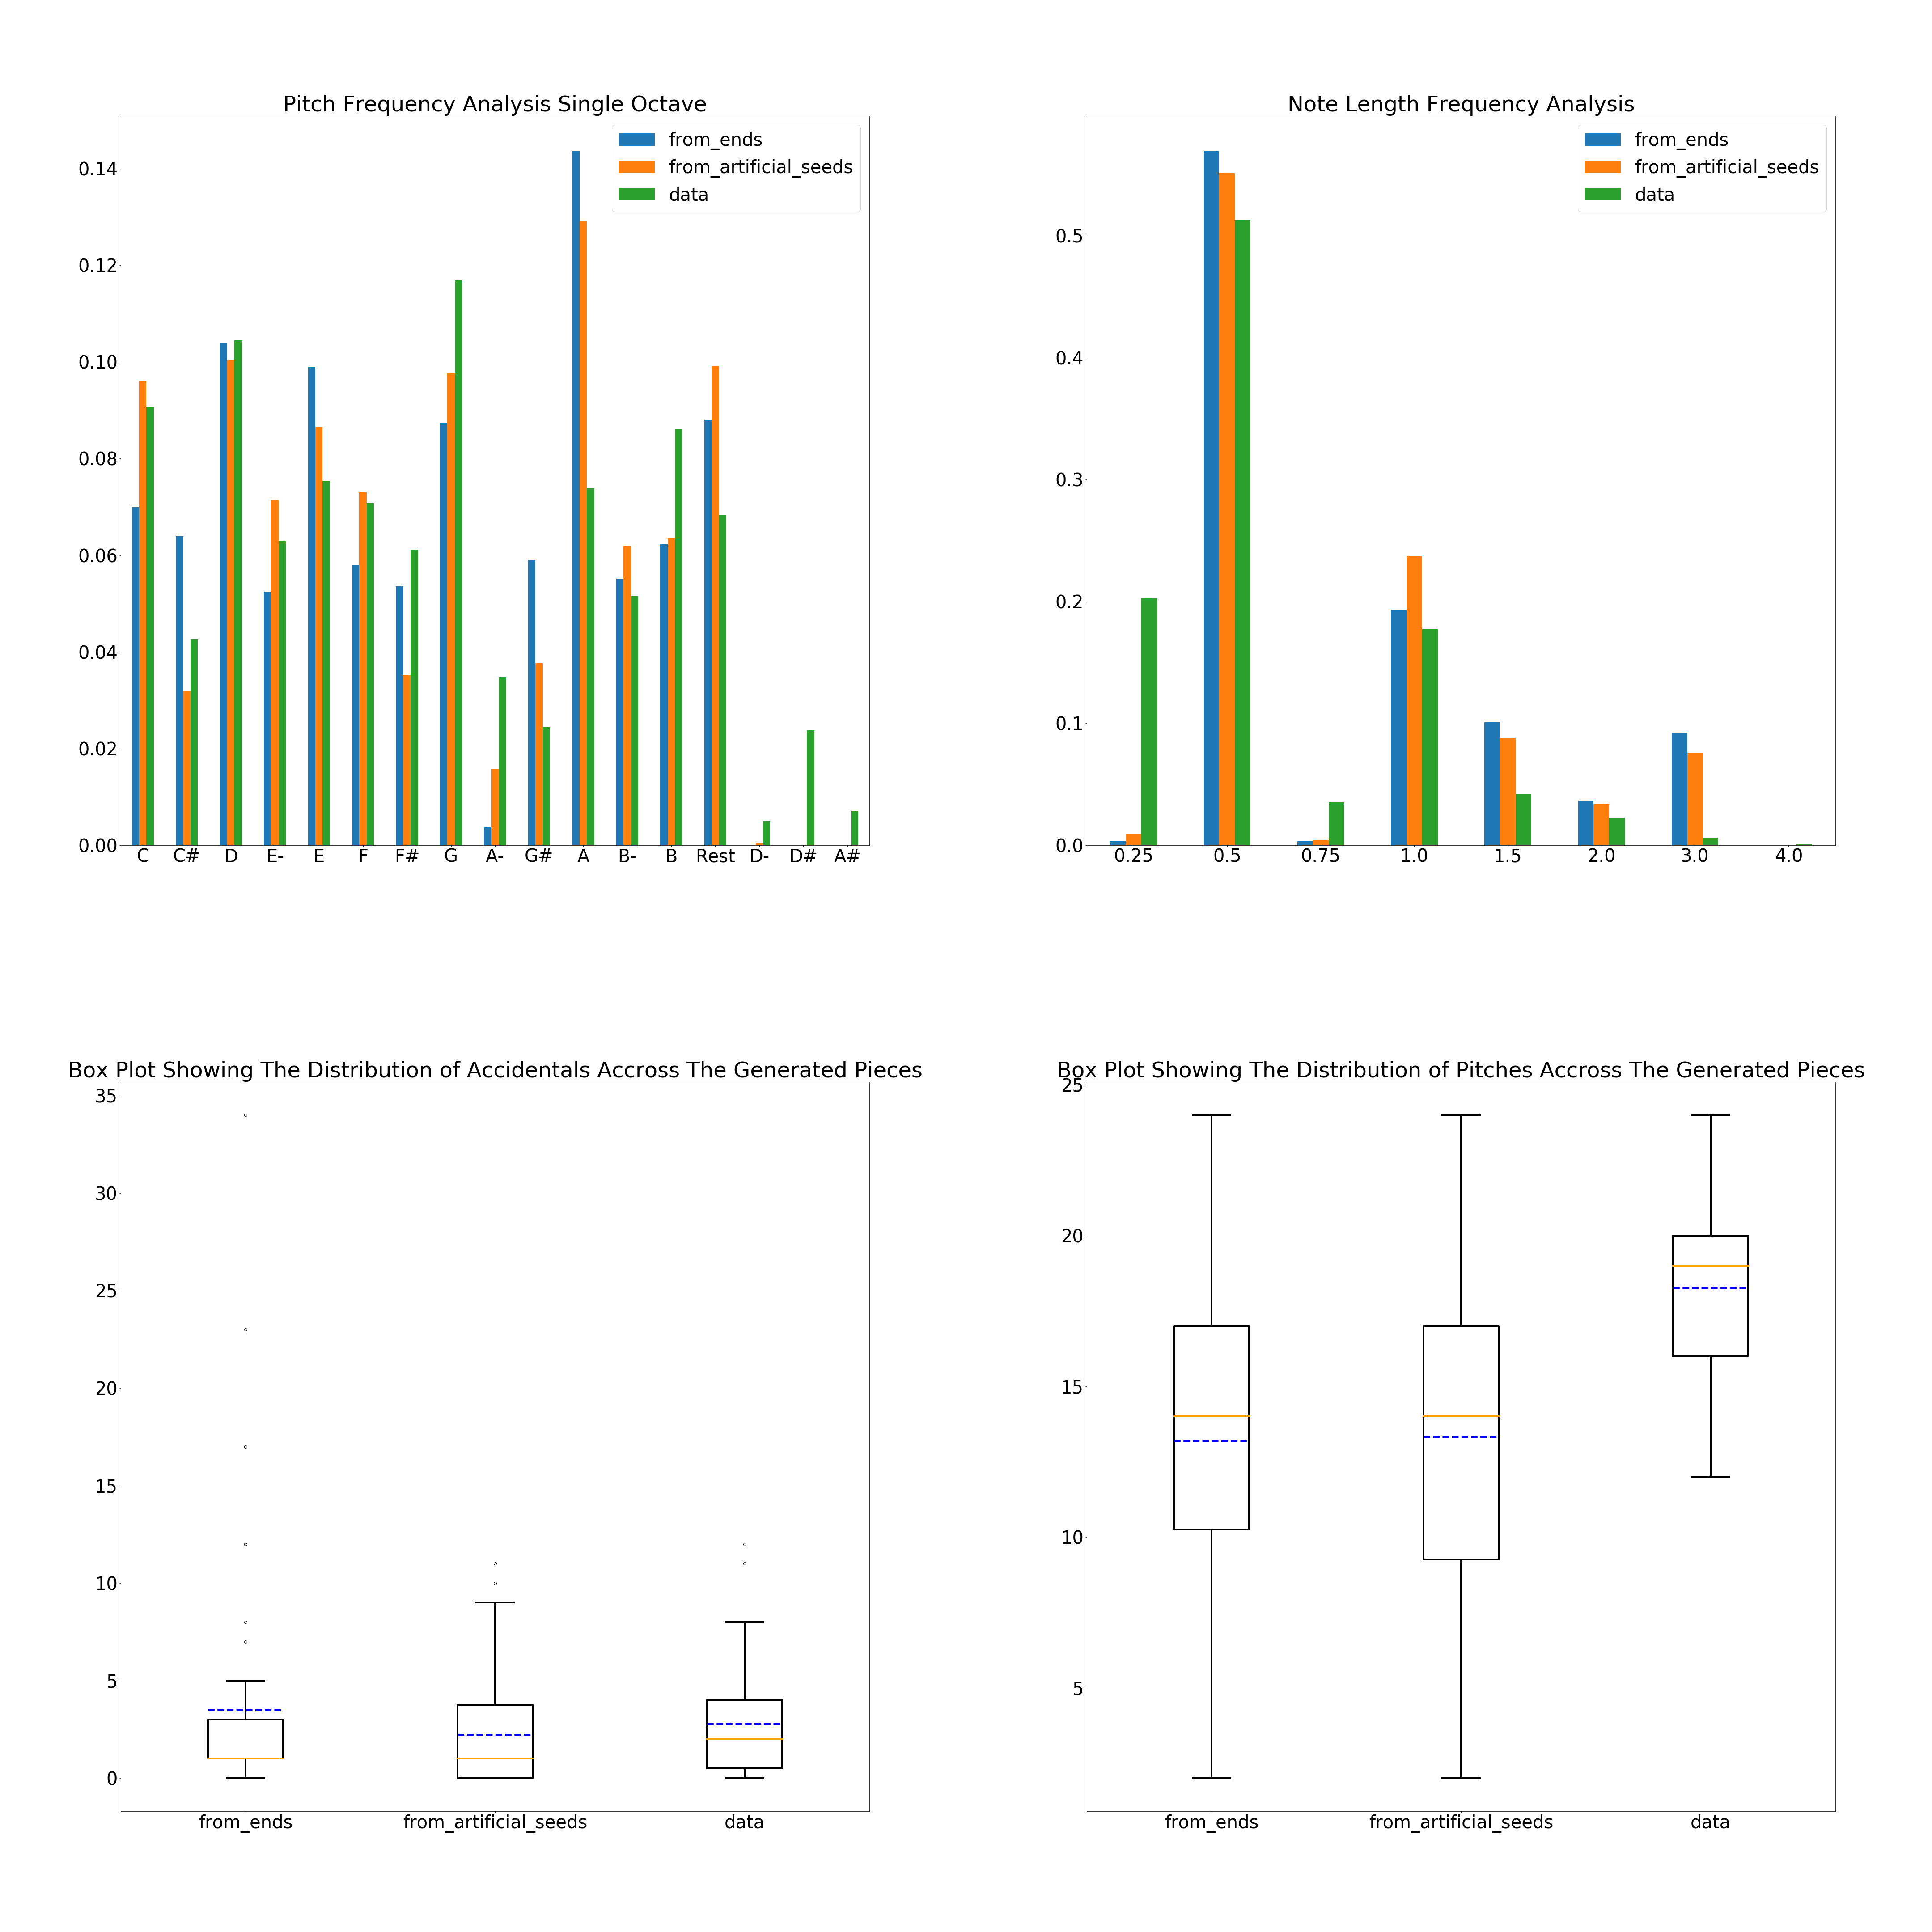 Pitch Frequency Analysis Single Octave
from_ends
from_artificial_seeds
data
0.14
0.12
0.10
0.08
0.06
0.04
0.02
0.00
C C# D E- E F F# G A- G# A B- B Rest D- D# A#
Note Length Frequency Analysis
from_ends
from_artificial_seeds
data
0.5
0.4
0.3
0.2
0.1
0.0
0.25 0.5 0.75 1.0 1.5 2.0 3.0 4.0
Box Plot Showing The Distribution of Accidentals Accross The Generated Pieces
35
30
25
20
15
10
5
0
from_ends from_artificial_seeds data
Box Plot Showing The Distribution of Pitches Accross The Generated Pieces
25
20
15
10
5
from_ends from_artificial_seeds data